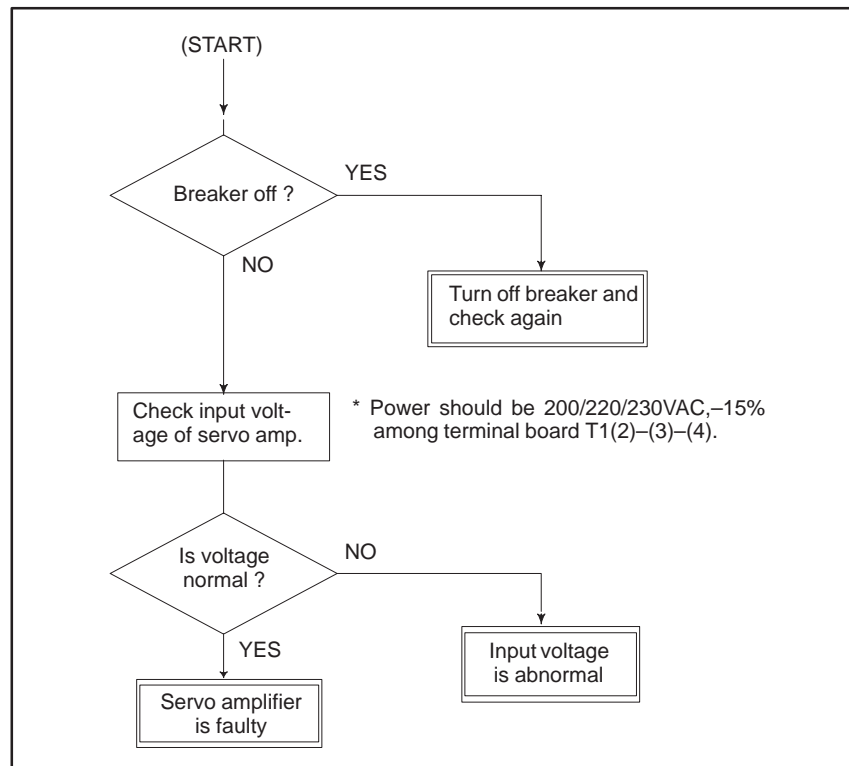 (START)
Breaker off ?
YES
NO
Turn off breaker and
check again
Check input volt-
age of servo amp.
* Power should be 200/220/230VAC,–15%
among terminal board T1(2)–(3)–(4).
Is voltage
normal ?
NO
YES
Input voltage
is abnormal
Servo amplifier
is faulty